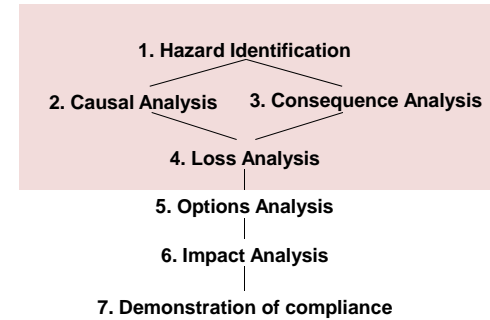 1. Hazard Identification
2. Causal Analysis
3. Consequence Analysis
4. Loss Analysis
5. Options Analysis
6. Impact Analysis
7. Demonstration of compliance